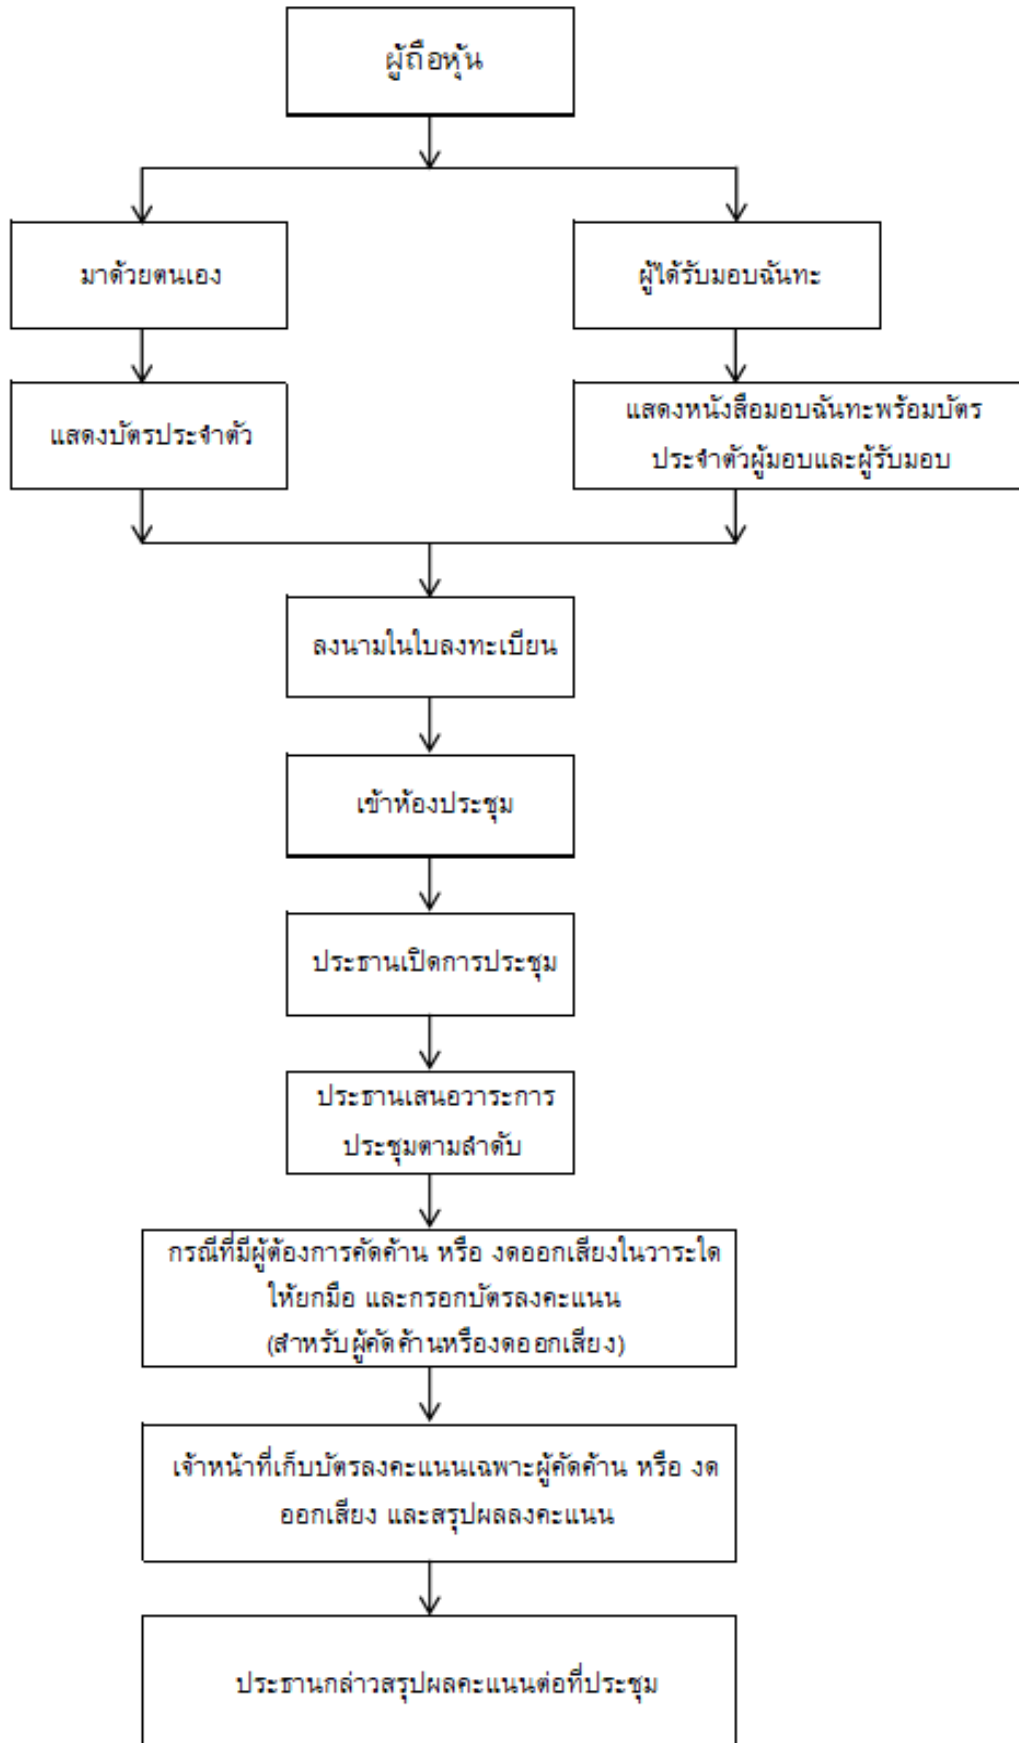 ผู้ถือหุ้น
มาด้วยตนเอง
ผู้ได้รับมอบฉันทะ
แสดงบัตรประจำตัว
แสดงหนังสือมอบฉันทะพร้อมบัตร
ประจำตัวผู้มอบและผู้รับมอบ
ลงนามในใบลงทะเบียน
เข้าห้องประชุม
ประธานเปิดการประชุม
ประธานเสนอวาระการ
ประชุมตามลำดับ
กรณีที่มีผู้ต้องการคัดค้าน หรือ งดออกเสียงในวาระใด
ให้ยกมือ และกรอกบัตรลงคะแนน
(สำหรับผู้คัดค้านหรืองดออกเสียง)
เจ้าหน้าที่เก็บบัตรลงคะแนนเฉพาะผู้คัดค้าน หรือ งด
ออกเสียง และสรุปผลลงคะแนน
ประธานกล่าวสรุปผลคะแนนต่อที่ประชุม